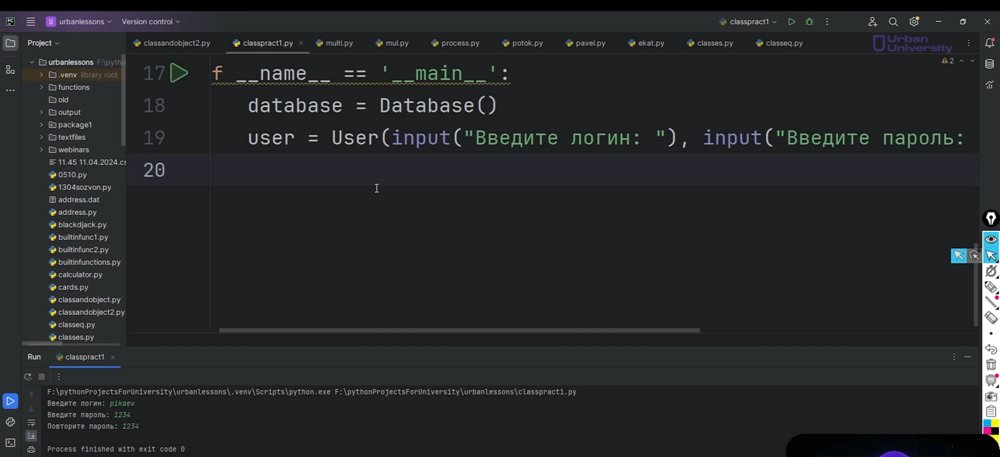 urbanlessons
Version control
classpract1
Project
classandobject2.py
classpract1.py
multi.py
mul.py
process.py
potok.py
pavel.py
ekat.py
classes.py
classeq.py
Urban
University
urbanlessons F:\pytho
.venv library root
functions
old
output
package1
textfiles
webinars
11.45 11.04.2024.cs
0510.py
1304sozvon.py
address.dat
address.py
blackdjack.py
builtinfunc1.py
builtinfunc2.py
builtinfunctions.py
calculator.py
cards.py
classandobject.py
classandobject2.py
classeq.py
classes.py
2
17 f __name__ == '__main__':
18 database = Database()
19 user = User(input("Введите логин: "), input("Введите пароль:
20
Run
classpract1
F:\pythonProjectsForUniversity\urbanlessons\.venv\Scripts\python.exe F:\pythonProjectsForUniversity\urbanlessons\classpract1.py
Введите логин: pikaev
Введите пароль: 1234
Повторите пароль: 1234
Process finished with exit code 0